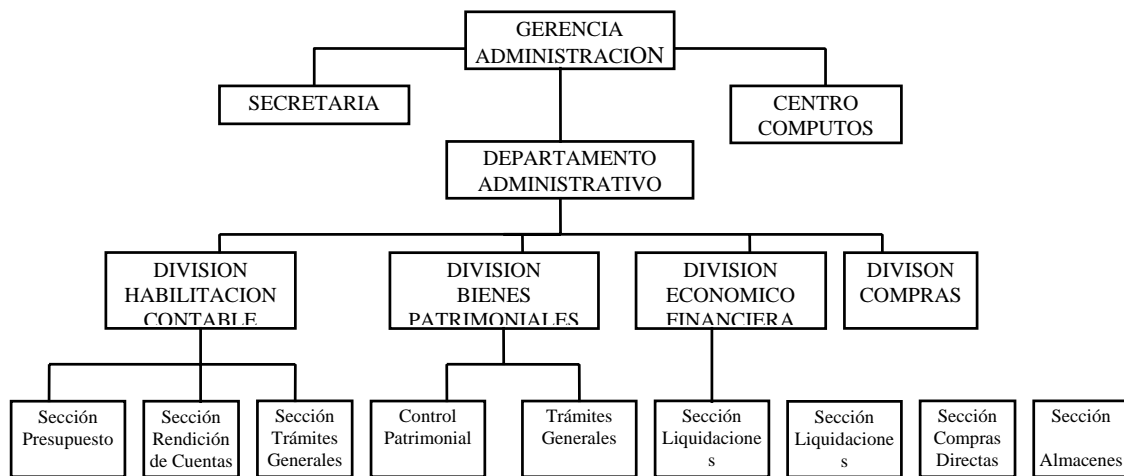 GERENCIA
ADMINISTRACION
SECRETARIA
CENTRO
COMPUTOS
DEPARTAMENTO
ADMINISTRATIVO
DIVISION
HABILITACION
CONTABLE
DIVISION
BIENES
PATRIMONIALES
DIVISION
ECONOMICO
FINANCIERA
DIVISON
COMPRAS
Sección
Presupuesto
Sección
Rendición
de Cuentas
Sección
Trámites
Generales
Control
Patrimonial
Trámites
Generales
Sección
Liquidacione
s
Sección
Liquidacione
s
Sección
Compras
Directas
Sección
Almacenes